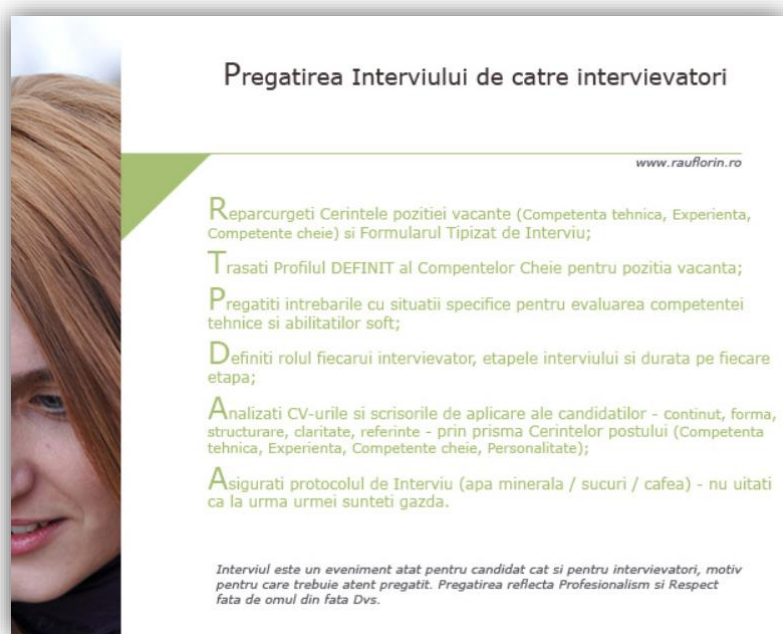 Pregatirea Interviului de catre intervievatori
www.rauflorin.ro
Reparcurgeti Cerintele pozitiei vacante (Competenta tehnica, Experienta,
Competente cheie) si Formularul Tipizat de Interviu;
Trasati Profilul DEFINIT al Compentelor Cheie pentru pozitia vacanta;
Pregatiti intrebarile cu situatii specifice pentru evaluarea competentei
tehnice si abilitatilor soft;
Definiti rolul fiecarui intervievator, etapele interviului si durata pe fiecare
etapa;
Analizati CV-urile si scrisorile de aplicare ale candidatilor - continut, forma,
structurare, claritate, referinte - prin prisma Cerintelor postului (Competenta
tehnica, Experienta, Competente cheie, Personalitate);
Asigurati protocolul de Interviu (apa minerala / sucuri / cafea) - nu uitati
ca la urma urmei sunteti gazda.
Interviul este un eveniment atat pentru candidat cat si pentru intervievatori, motiv
pentru care trebuie atent pregatit. Pregatirea reflecta Profesionalism si Respect
fata de omul din fata Dvs.